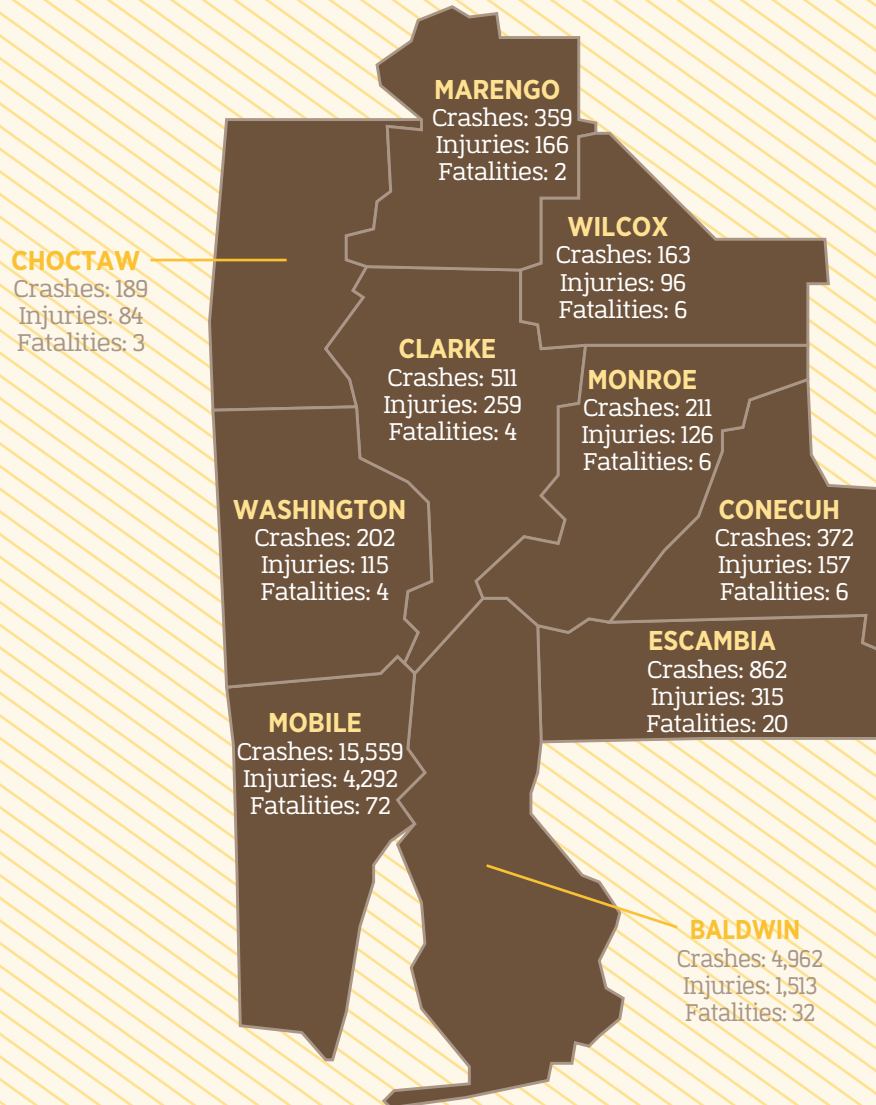 MARENGO
Crashes: 359
Injuries: 166
Fatalities: 2
WILCOX
Crashes: 163
Injuries: 96
Fatalities: 6
CHOCTAW
Crashes: 189
Injuries: 84
Fatalities: 3
CLARKE
Crashes: 511
Injuries: 259
Fatalities: 4
MONROE
Crashes: 211
Injuries: 126
Fatalities: 6
WASHINGTON
Crashes: 202
Injuries: 115
Fatalities: 4
CONECUH
Crashes: 372
Injuries: 157
Fatalities: 6
ESCAMBIA
Crashes: 862
Injuries: 315
Fatalities: 20
MOBILE
Crashes: 15,559
Injuries: 4,292
Fatalities: 72
BALDWIN
Crashes: 4,962
Injuries: 1,513
Fatalities: 32